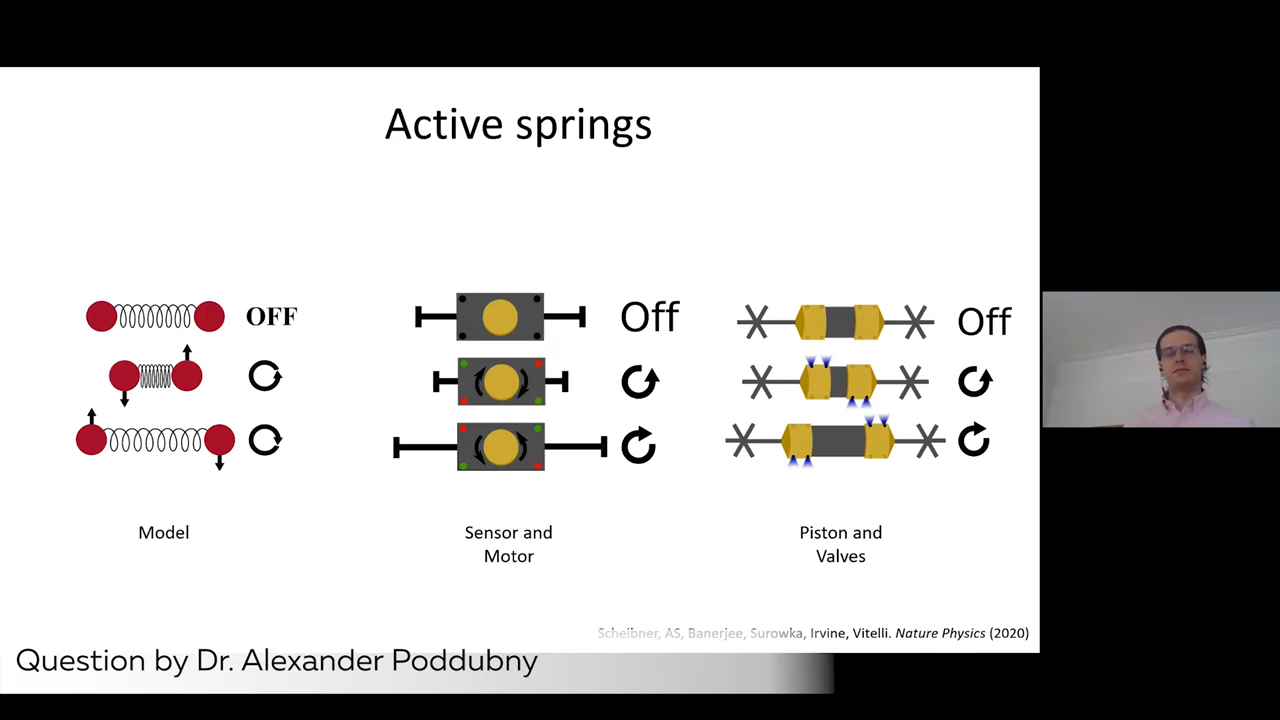 Active springs
OFF
Off
Off
Model
Sensor and
Motor
Piston and
Valves
Scheibner, AS, Banerjee, Surowka, Irvine, Vitelli. Nature Physics (2020)
Question by Dr. Alexander Poddubny